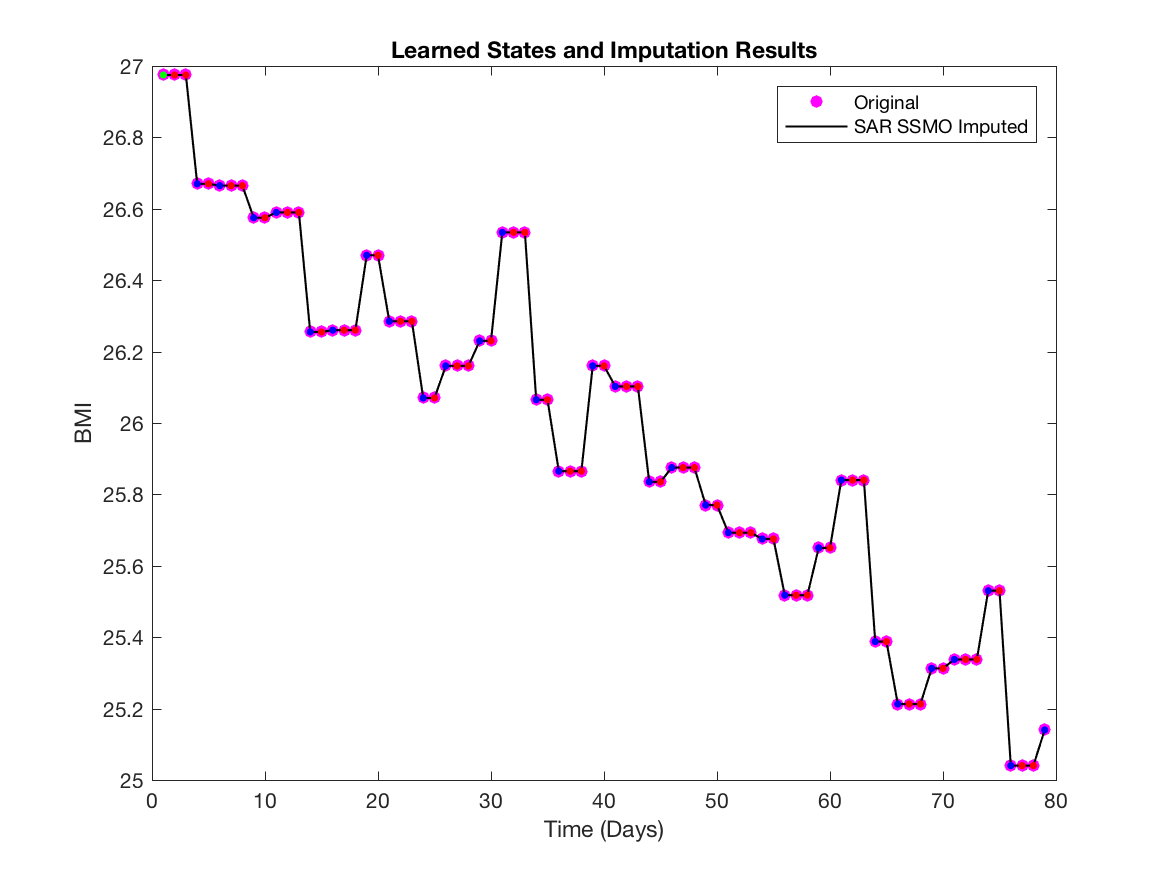 Learned States and Imputation Results
27
26.8
26.6
26.4
26.2
26
25.8
25.6
25.4
25.2
25
BMI
Original
SAR SSMO Imputed
0 10 20 30 40 50 60 70 80
Time (Days)